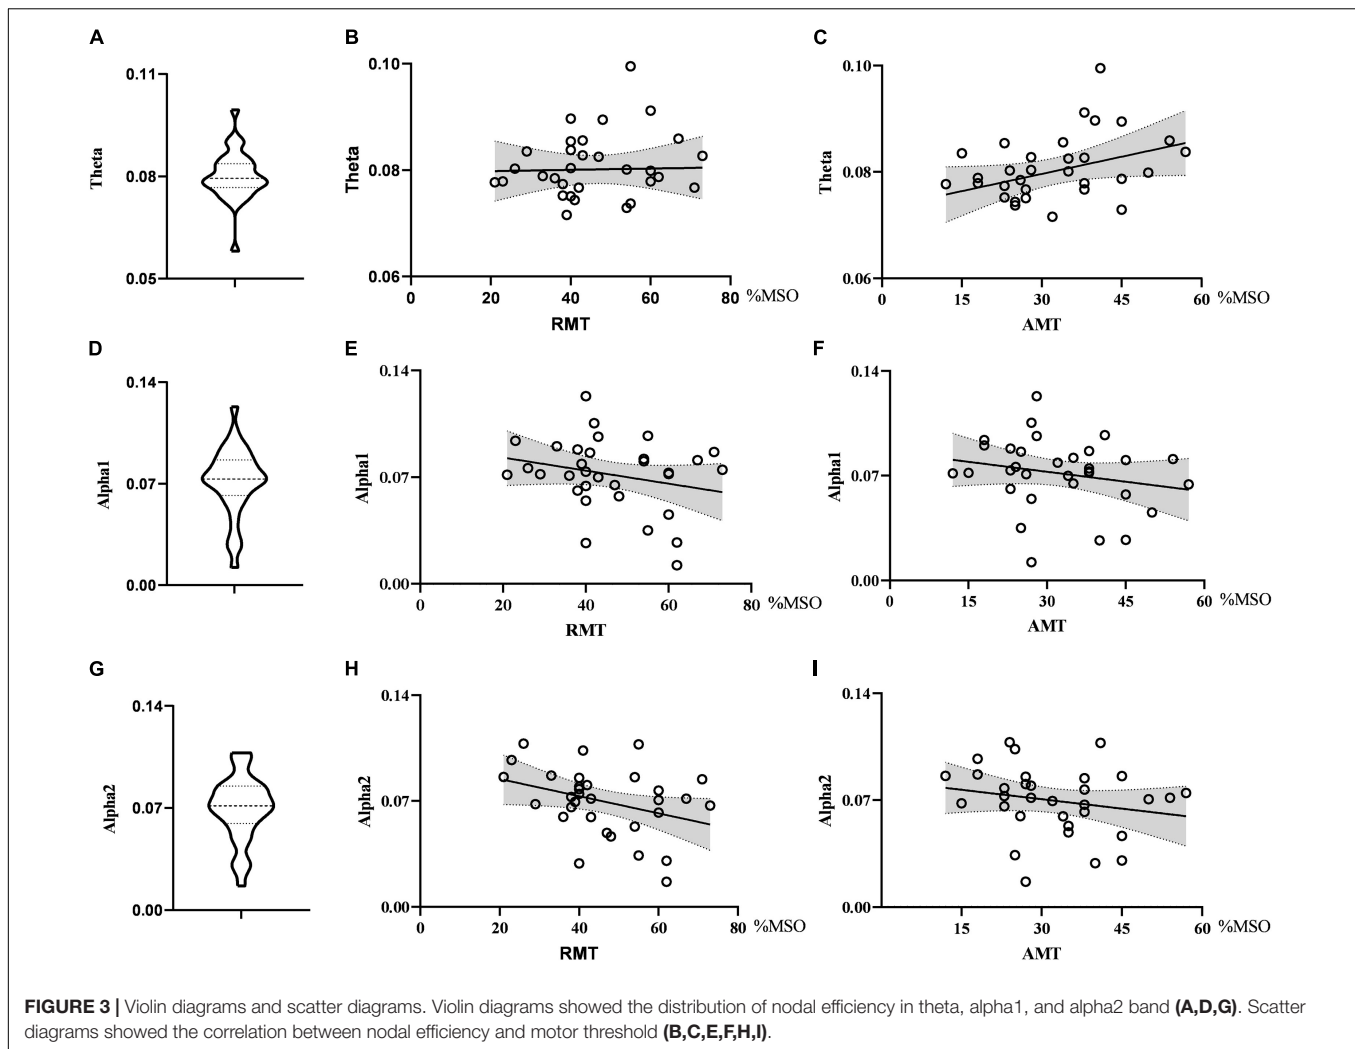 A
B
C
0.11
0.08
0.05
Theta
0.10
0.08
0.06
Theta
0 20 40 60 80 %MSO
RMT
0.10
0.08
0.06
Theta
0 15 30 45 60 %MSO
AMT
D
E
F
0.14
0.07
0.00
Alpha1
0.14
0.07
0.00
Alpha1
0 20 40 60 80 %MSO
RMT
0.14
0.07
0.00
Alpha1
0 15 30 45 60 %MSO
AMT
G
H
I
0.14
0.07
0.00
Alpha2
0.14
0.07
0.00
Alpha2
0 20 40 60 80 %MSO
RMT
0.14
0.07
0.00
Alpha2
0 15 30 45 60 %MSO
AMT
FIGURE 3 | Violin diagrams and scatter diagrams. Violin diagrams showed the distribution of nodal efficiency in theta, alpha1, and alpha2 band (A,D,G). Scatter
diagrams showed the correlation between nodal efficiency and motor threshold (B,C,E,F,H,I).